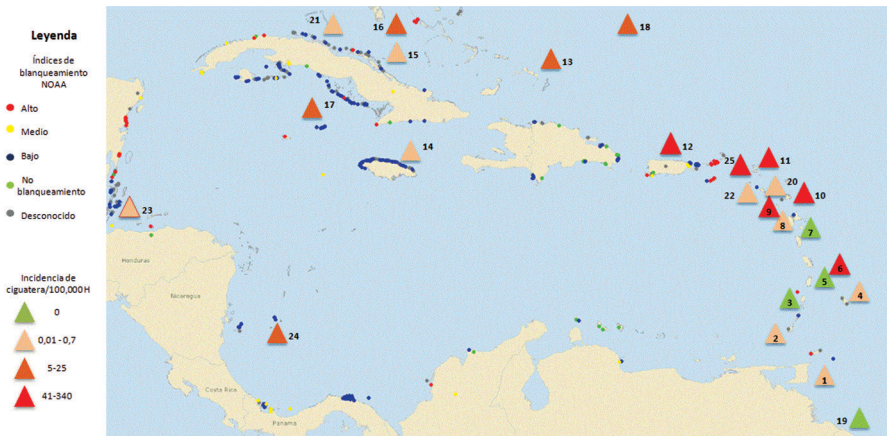 Leyenda
Índices de
blanqueamiento
NOAA
Alto
Medio
Bajo
No
blanqueamiento
Desconocido
Incidencia de
ciguatera/100,000H
0
0,01 - 0,7
5-25
41-340
21
16
18
15
13
17
14
12
25
11
20
22
10
23
9
8
7
6
5
4
3
24
2
1
19
Honduras
Nicaragua
Costa Rica
Panama